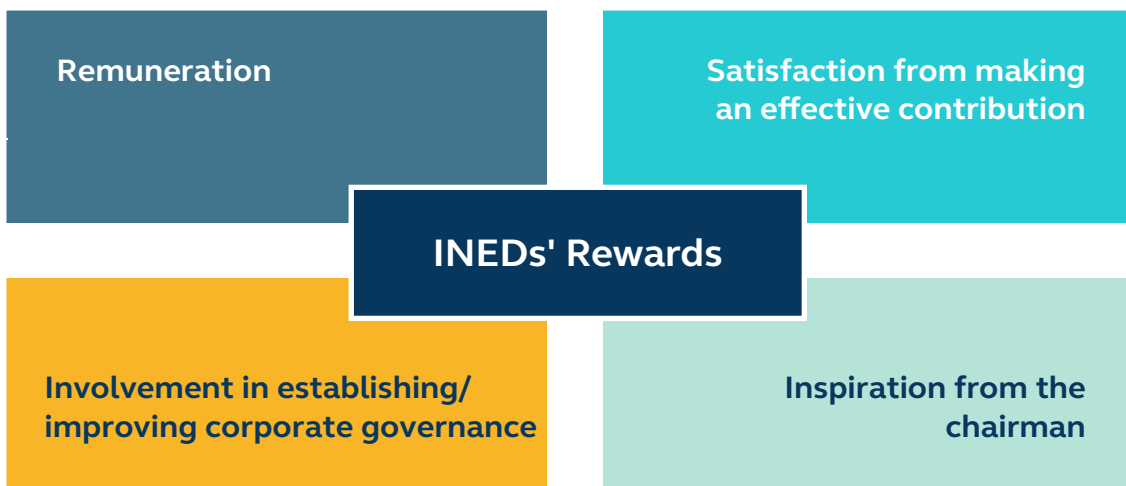 Remuneration
Satisfaction from making
an effective contribution
INEDs' Rewards
Involvement in establishing/
improving corporate governance
Inspiration from the
chairman